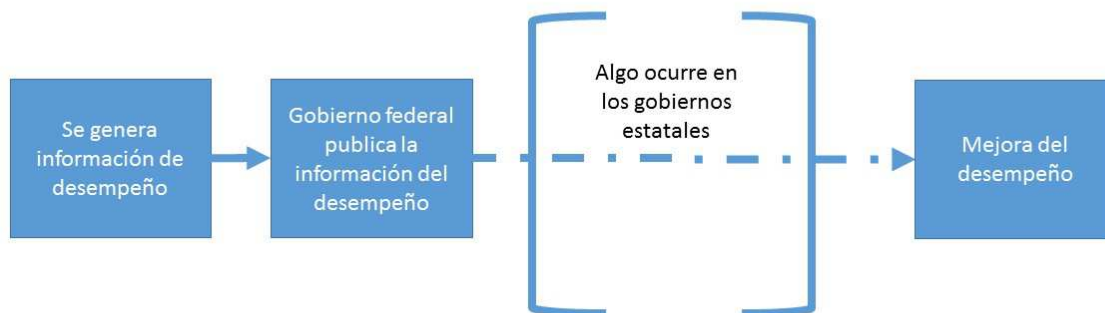 Se genera
información de
desempeño
Gobierno federal
publica la
información del
desempeño
Algo ocurre en
los gobiernos
estatales
Mejora del
desempeño